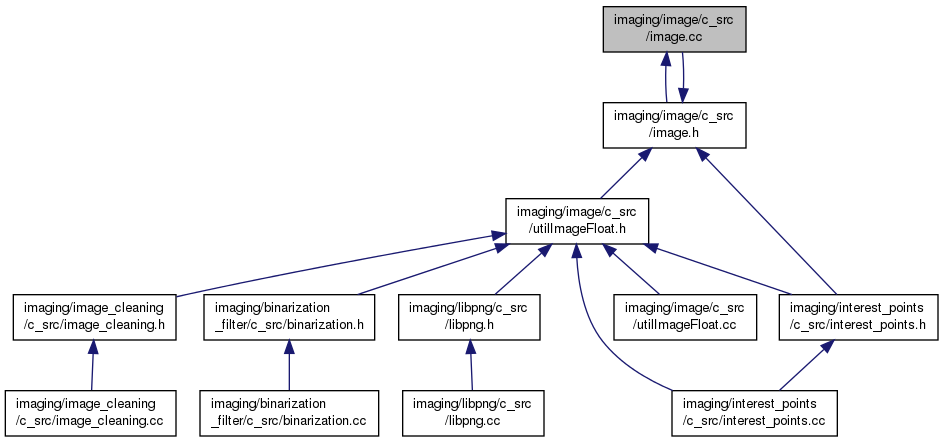 imaging/image/c_src
/image.cc
imaging/image/c_src
/image.h
imaging/image/c_src
/utilImageFloat.h
imaging/image_cleaning
/c_src/image_cleaning.h
imaging/binarization
_filter/c_src/binarization.h
imaging/libpng/c_src
/libpng.h
imaging/image/c_src
/utilImageFloat.cc
imaging/interest_points
/c_src/interest_points.h
imaging/image_cleaning
/c_src/image_cleaning.cc
imaging/binarization
_filter/c_src/binarization.cc
imaging/libpng/c_src
/libpng.cc
imaging/interest_points
/c_src/interest_points.cc